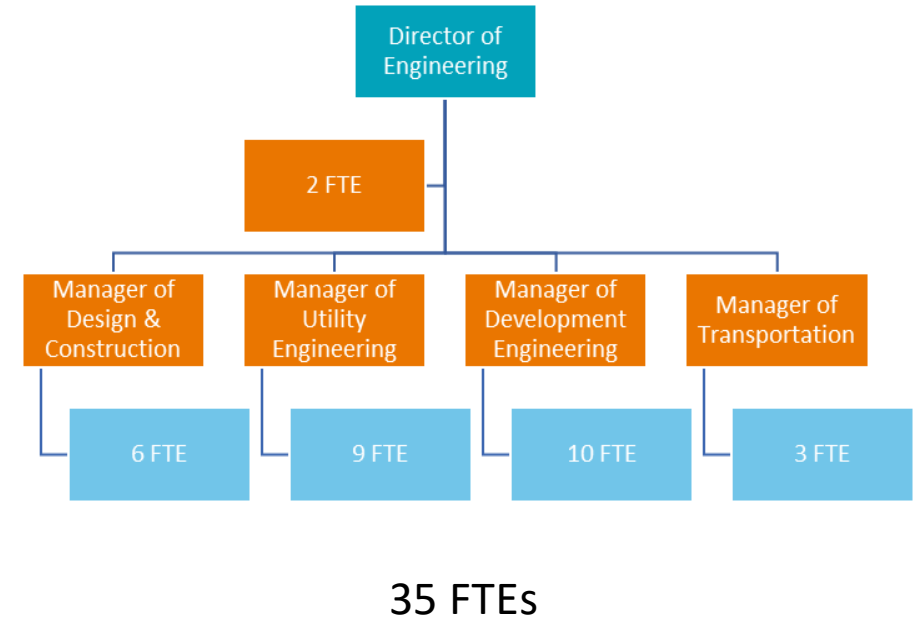 Director of
Engineering
2 FTE
Manager of
Design &
Construction
Manager of
Utility
Engineering
Manager of
Development
Engineering
Manager of
Transportation
6 FTE
9 FTE
10 FTE
3 FTE
35 FTEs